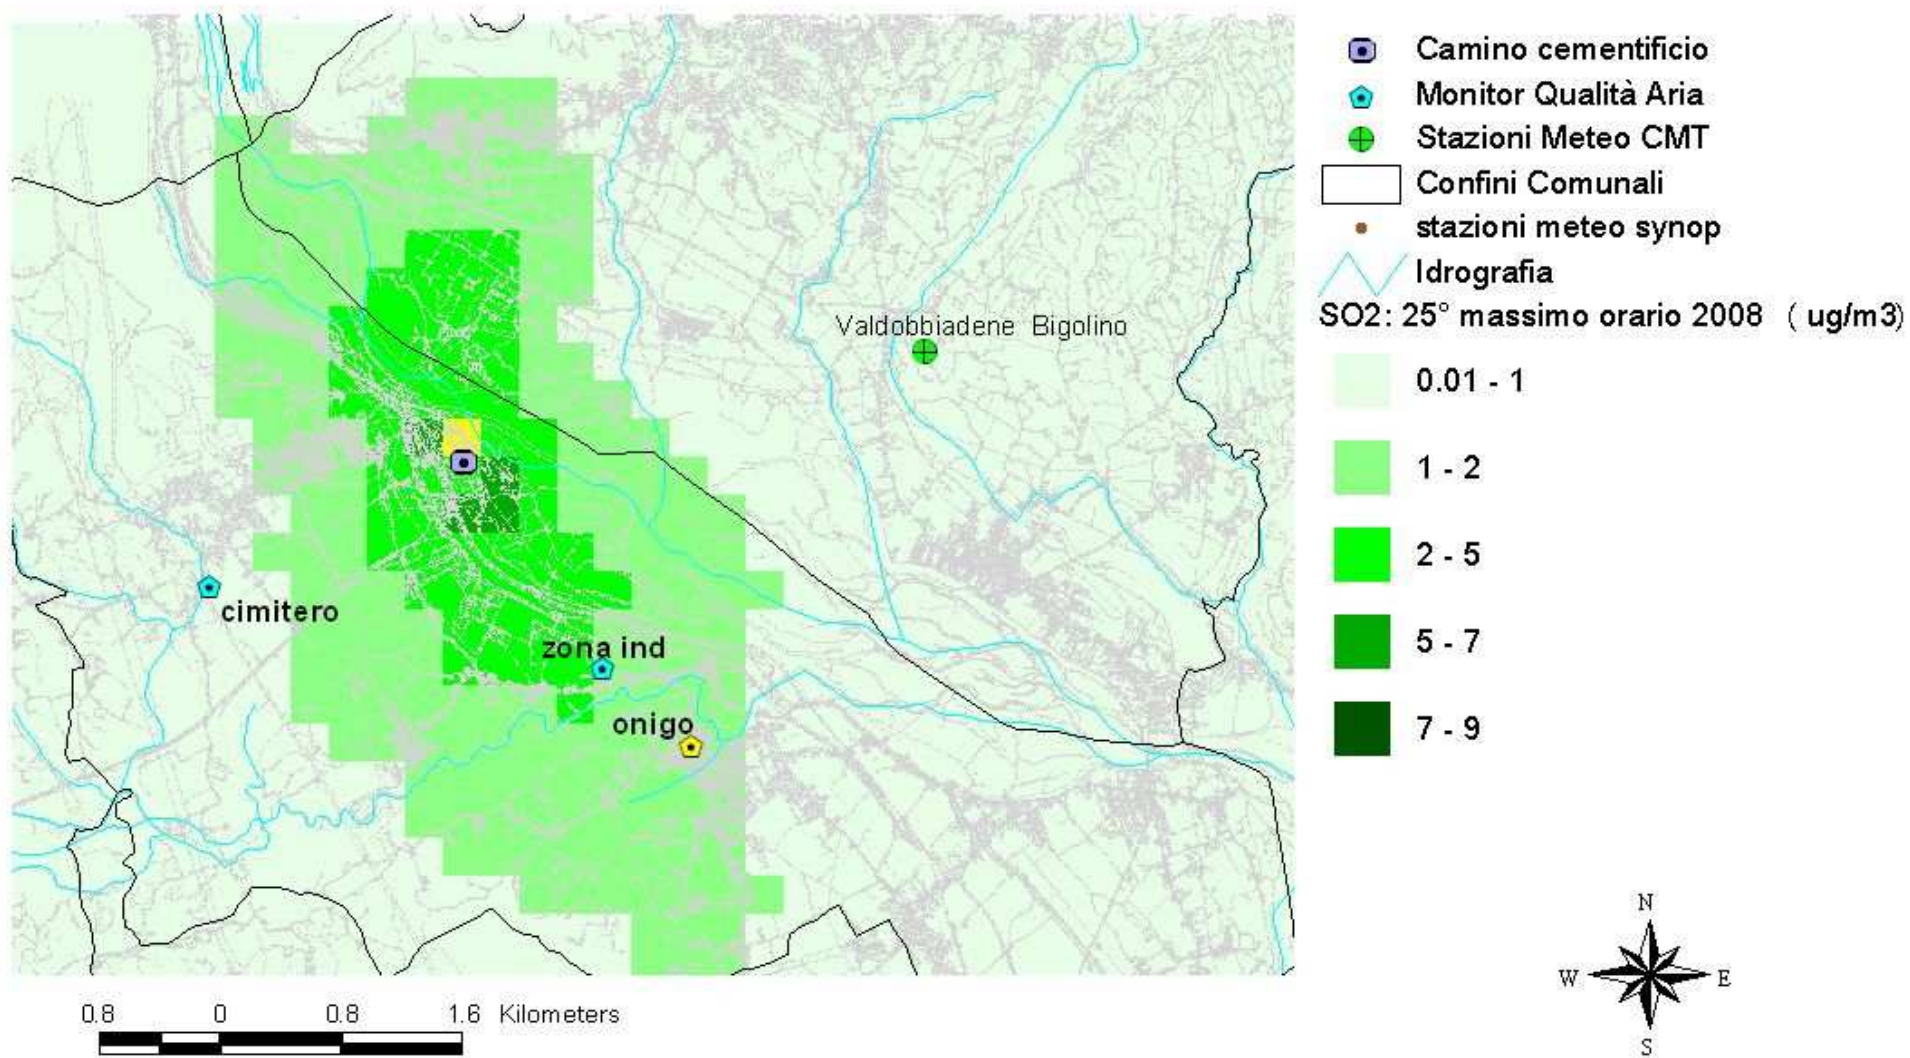 Camino cementificio
Monitor Qualità Aria
Stazioni Meteo CMT
Confini Comunali
stazioni meteo synop
Idrografia
SO2: 25° massimo orario 2008 ( ug/m3)
0.01 - 1
1 - 2
2 - 5
5 - 7
7 - 9
Valdobbiadene Bigolino
cimitero
zona ind
onigo
N
W E
S
0.8 0 0.8 1.6 Kilometers